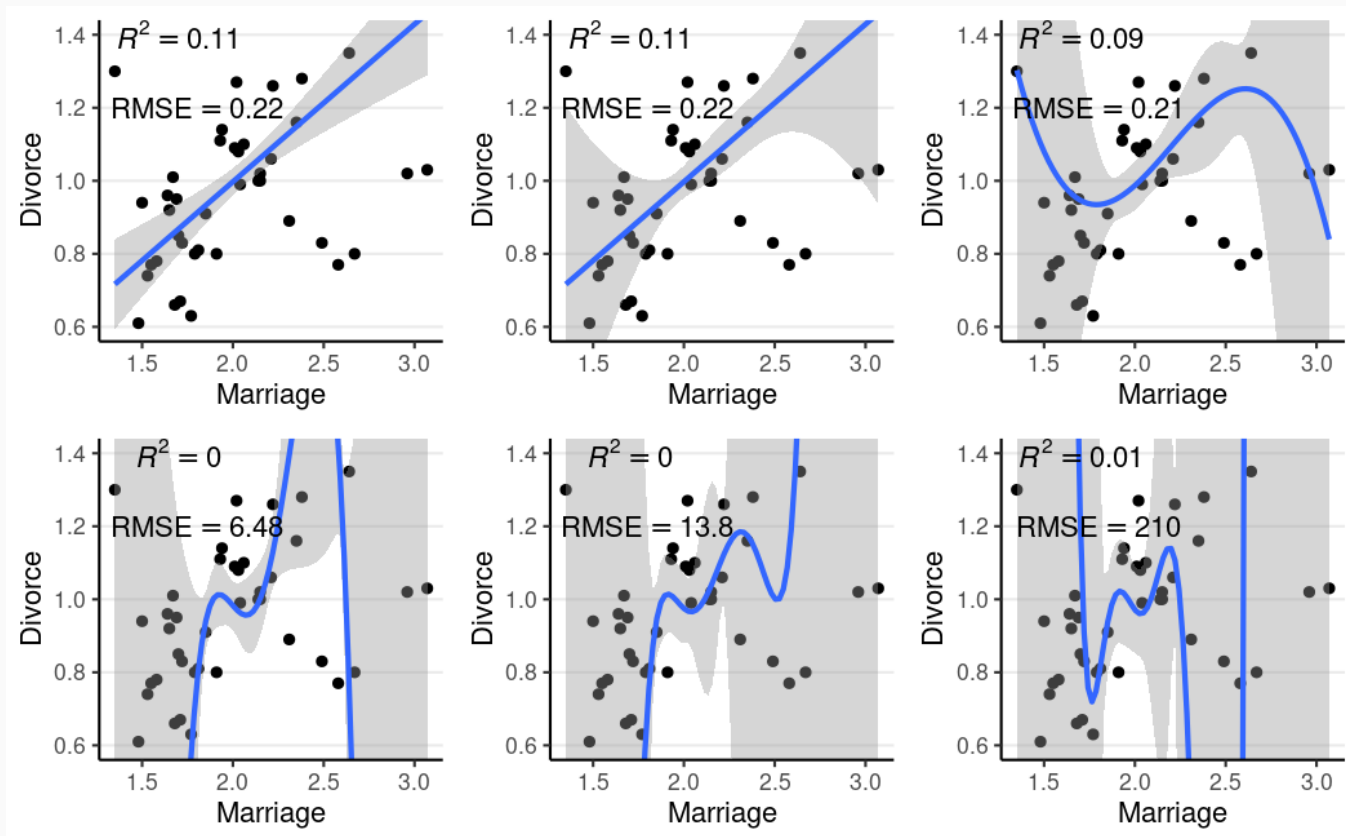 1.4
1.2
1.0
0.8
0.6
Divorce
R² = 0.11
RMSE = 0.22
1.5 2.0 2.5 3.0
Marriage
1.4
1.2
1.0
0.8
0.6
Divorce
R² = 0.11
RMSE = 0.22
1.5 2.0 2.5 3.0
Marriage
1.4
1.2
1.0
0.8
0.6
Divorce
R² = 0.09
RMSE = 0.21
1.5 2.0 2.5 3.0
Marriage
1.4
1.2
1.0
0.8
0.6
Divorce
R² = 0
RMSE = 6.48
1.5 2.0 2.5 3.0
Marriage
1.4
1.2
1.0
0.8
0.6
Divorce
R² = 0
RMSE = 13.8
1.5 2.0 2.5 3.0
Marriage
1.4
1.2
1.0
0.8
0.6
Divorce
R² = 0.01
RMSE = 210
1.5 2.0 2.5 3.0
Marriage